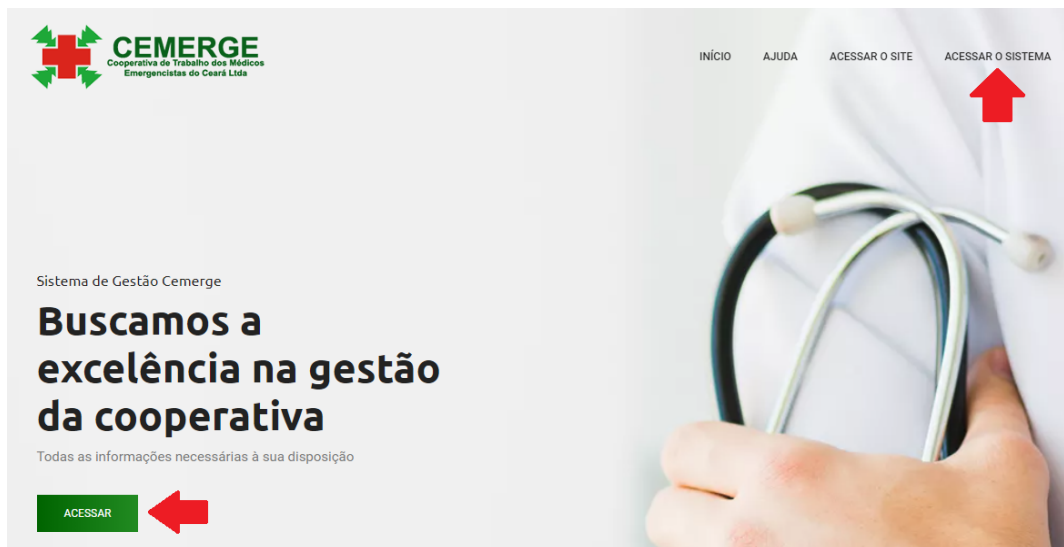 CEMERGE
Cooperativa de Trabalho dos Médicos
Emergencistas do Ceará Ltda
INÍCIO AJUDA ACESSAR O SITE ACESSAR O SISTEMA
Sistema de Gestão Cemerge
Buscamos a
excelência na gestão
da cooperativa
Todas as informações necessárias à sua disposição
ACESSAR